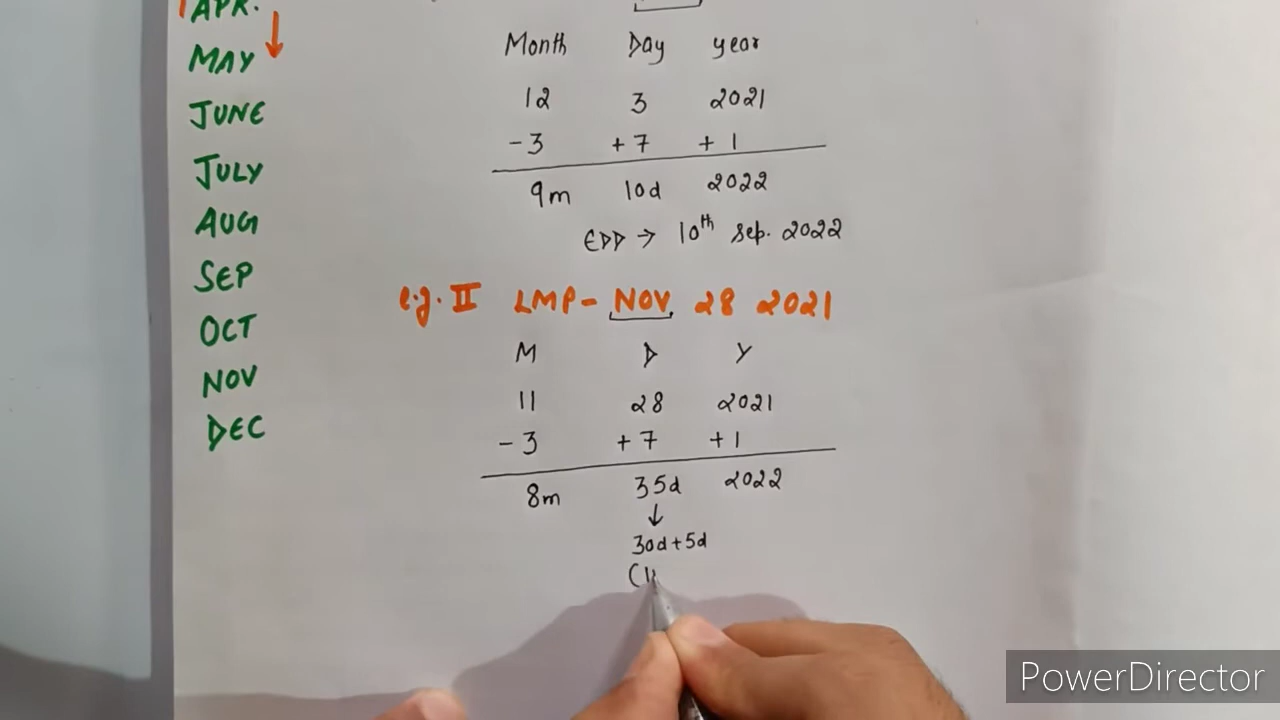 APR.
MAY
JUNE
JULY
AUG
SEP
OCT
NOV
DEC
Month Day year
12 3 2021
-3 +7 +1
9m 10d 2022
EDD → 10th Sep. 2022
e.g. II LMP- NOV 28 2021
M D Y
11 28 2021
-3 +7 +1
8m 35d 2022
↓
30d+5d
(1
PowerDirector